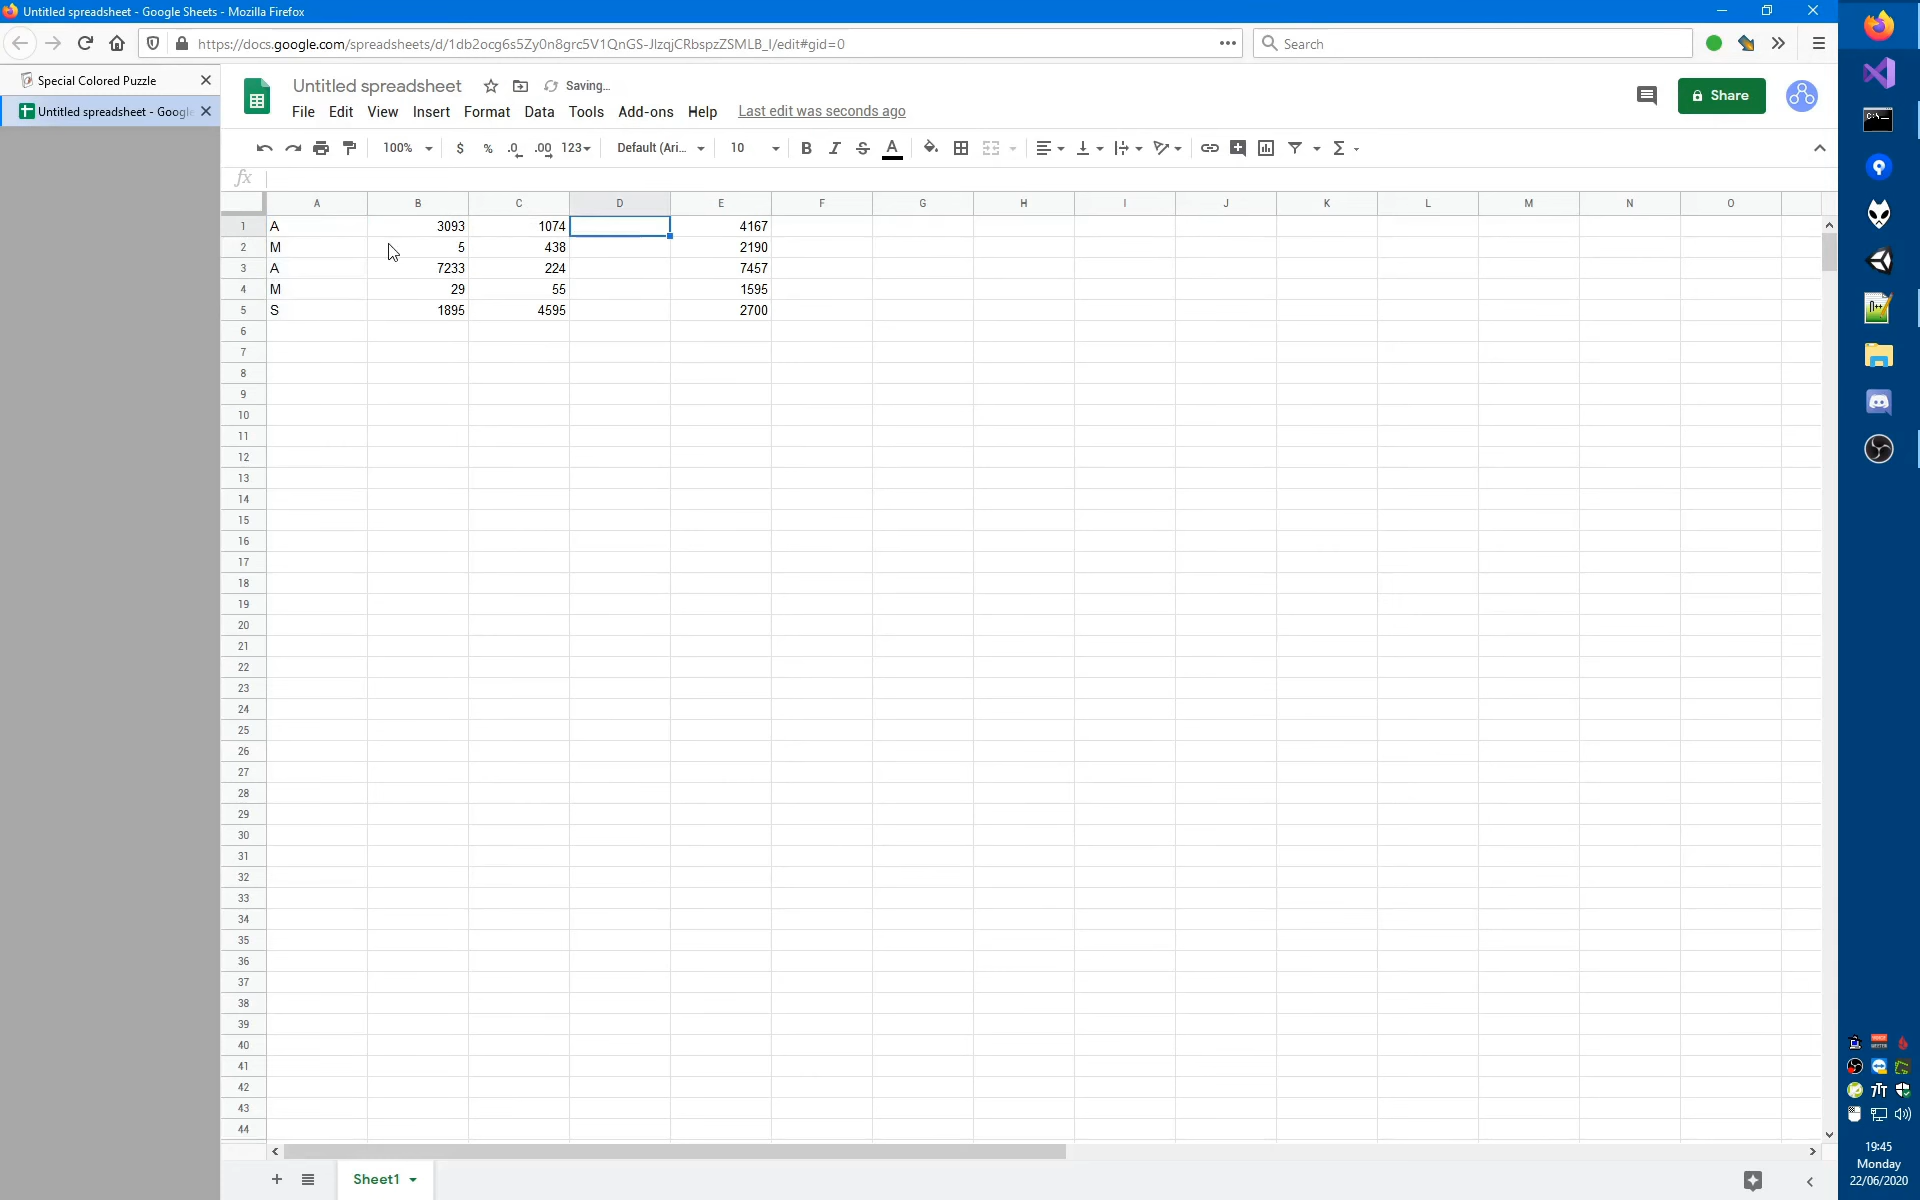 Untitled spreadsheet - Google Sheets - Mozilla Firefox
https://docs.google.com/spreadsheets/d/1db2ocg6s5Zy0n8grc5V1QnGS-JlzqjCRbspzZSMLB_I/edit#gid=0
Search
Special Colored Puzzle
Untitled spreadsheet - Google
Untitled spreadsheet
Saving...
Share
File Edit View Insert Format Data Tools Add-ons Help Last edit was seconds ago
100% $ % .0 .00 123 Default (Ari... 10 B I S A
fx
A B C D E F G H I J K L M N O
1 A 3093 1074 4167
2 M 5 438 2190
3 A 7233 224 7457
4 M 29 55 1595
5 S 1895 4595 2700
6
7
8
9
10
11
12
13
14
15
16
17
18
19
20
21
22
23
24
25
26
27
28
29
30
31
32
33
34
35
36
37
38
39
40
41
42
43
44
Sheet1
19:45
Monday
22/06/2020